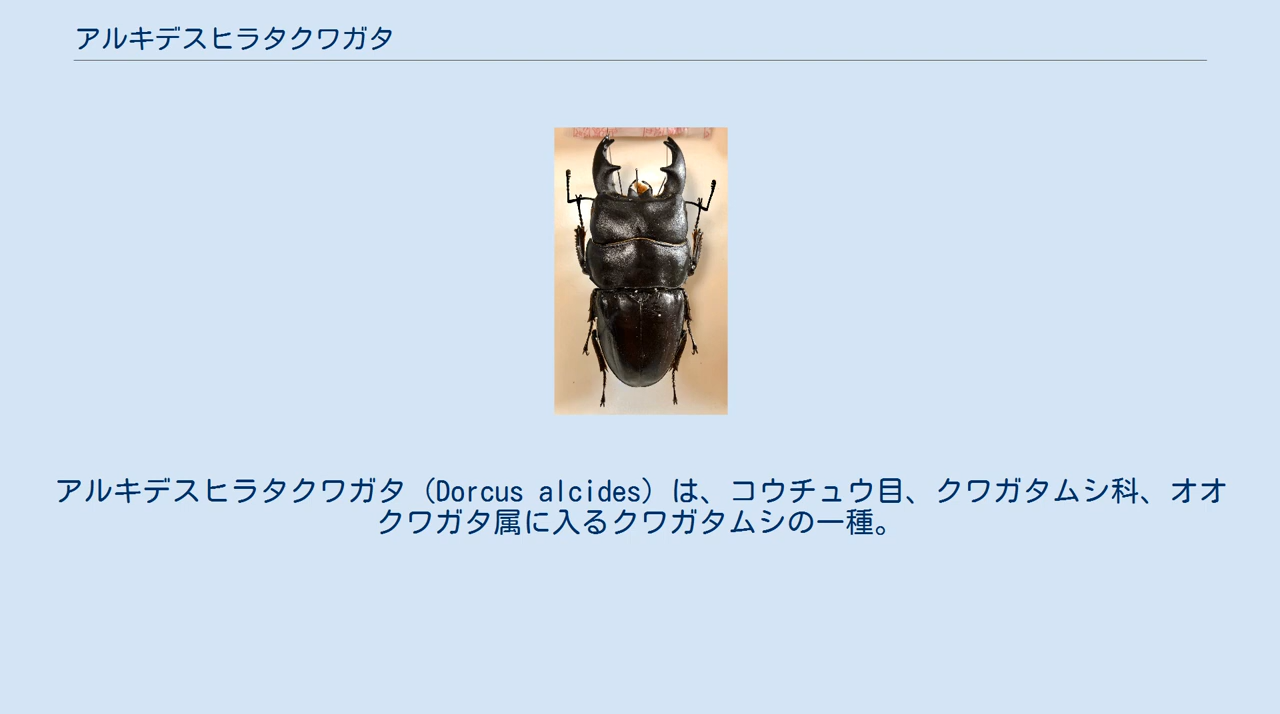 アルキデスヒラタクワガタ
アルキデスヒラタクワガタ（Dorcus alcides）は、コウチュウ目、クワガタムシ科、オオ
クワガタ属に入るクワガタムシの一種。